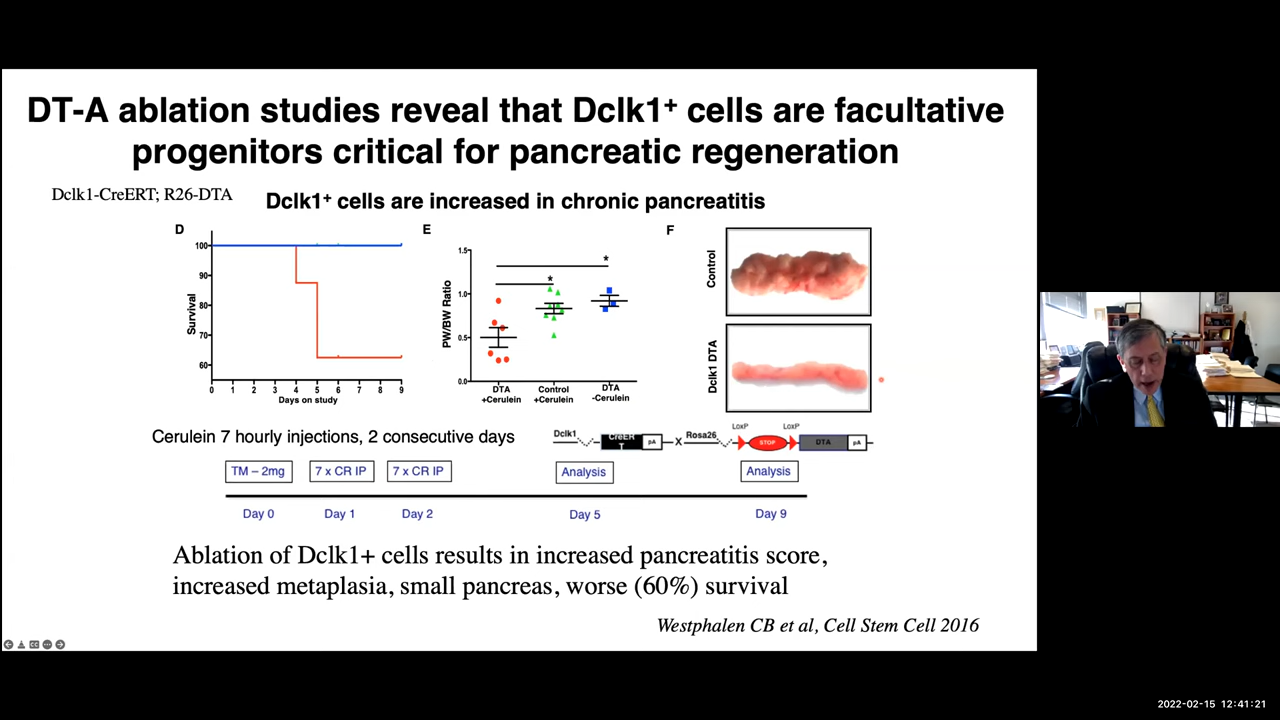 DT-A ablation studies reveal that Dclk1+ cells are facultative
progenitors critical for pancreatic regeneration
Dclk1-CreERT; R26-DTA
Dclk1+ cells are increased in chronic pancreatitis
D
100
90
80
70
60
Survival
0 1 2 3 4 5 6 7 8 9
Days on study
E
1.5
1.0
0.5
0.0
PW/BW Ratio
* *
DTA
+Cerulein
Control
+Cerulein
DTA
-Cerulein
F
Control
Dclk1 DTA
Cerulein 7 hourly injections, 2 consecutive days
Dclk1
CreER
T
pA
X
Rosa26
LoxP
STOP
LoxP
DTA
pA
TM – 2mg
7 x CR IP
7 x CR IP
Analysis
Analysis
Day 0
Day 1
Day 2
Day 5
Day 9
Ablation of Dclk1+ cells results in increased pancreatitis score,
increased metaplasia, small pancreas, worse (60%) survival
Westphalen CB et al, Cell Stem Cell 2016
2022-02-15 12:41:21